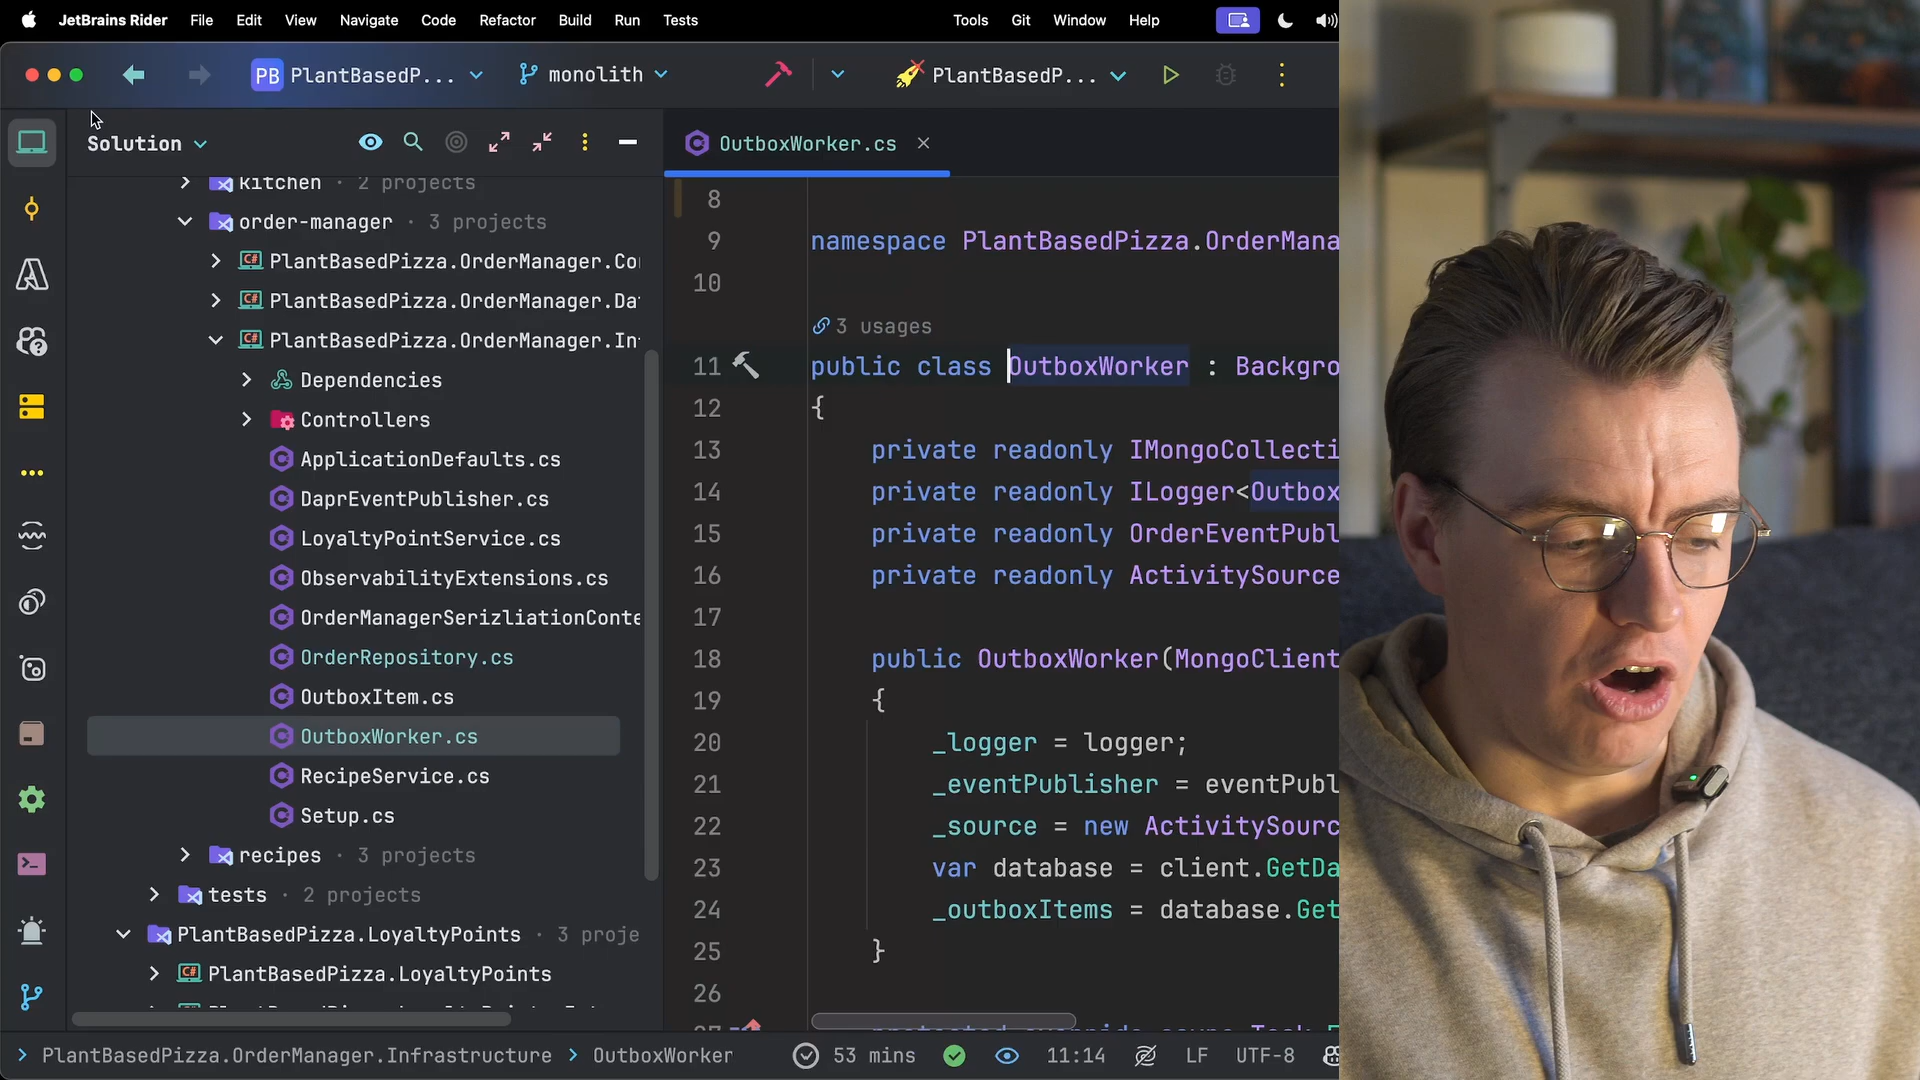 JetBrains Rider File Edit View Navigate Code Refactor Build Run Tests Tools Git Window Help
PB PlantBasedP... monolith PlantBasedP...
Solution
OutboxWorker.cs
kitchen · 2 projects
order-manager · 3 projects
PlantBasedPizza.OrderManager.Co
PlantBasedPizza.OrderManager.Da
PlantBasedPizza.OrderManager.In
Dependencies
Controllers
ApplicationDefaults.cs
DaprEventPublisher.cs
LoyaltyPointService.cs
ObservabilityExtensions.cs
OrderManagerSerizliationConte
OrderRepository.cs
OutboxItem.cs
OutboxWorker.cs
RecipeService.cs
Setup.cs
recipes · 3 projects
tests · 2 projects
PlantBasedPizza.LoyaltyPoints · 3 proje
PlantBasedPizza.LoyaltyPoints
8
9 namespace PlantBasedPizza.OrderMana
10
3 usages
11 public class OutboxWorker : Backgro
12 {
13 private readonly IMongoCollecti
14 private readonly ILogger<Outbox
15 private readonly OrderEventPubl
16 private readonly ActivitySource
17
18 public OutboxWorker(MongoClient
19 {
20 _logger = logger;
21 _eventPublisher = eventPubl
22 _source = new ActivitySourc
23 var database = client.GetDa
24 _outboxItems = database.Get
25 }
26
protected override async Task
PlantBasedPizza.OrderManager.Infrastructure > OutboxWorker 53 mins 11:14 LF UTF-8